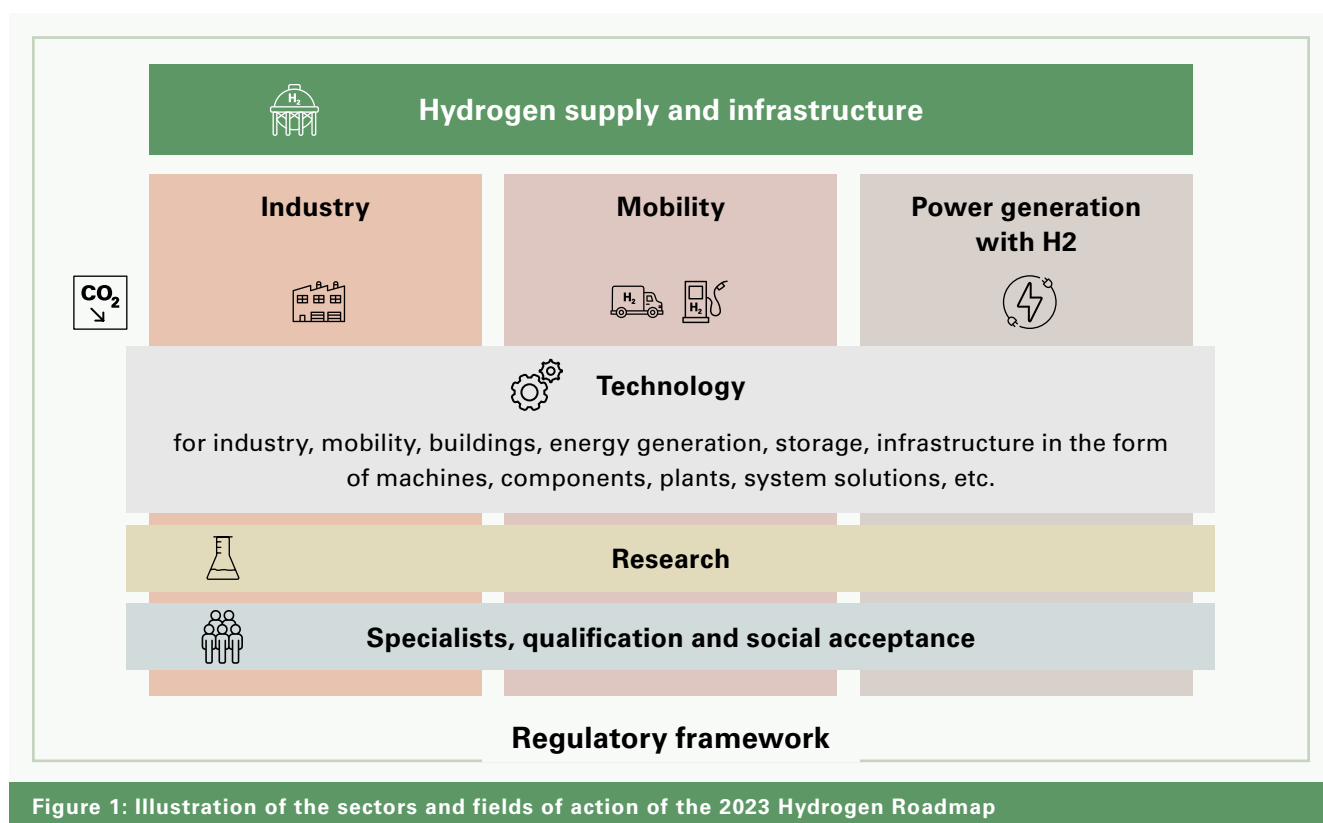 H₂
Hydrogen supply and infrastructure
Industry
Mobility
Power generation
with H2
CO₂
H₂
H₂
Technology
for industry, mobility, buildings, energy generation, storage, infrastructure in the form
of machines, components, plants, system solutions, etc.
Research
Specialists, qualification and social acceptance
Regulatory framework
Figure 1: Illustration of the sectors and fields of action of the 2023 Hydrogen Roadmap